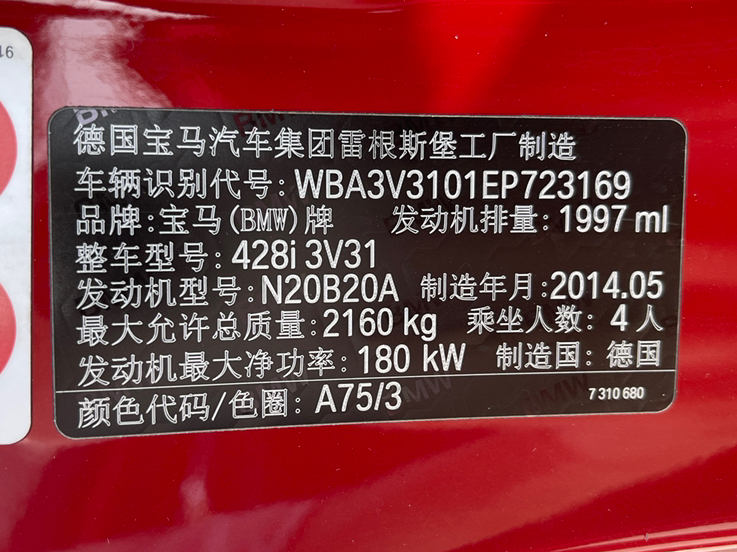 46
德国宝马汽车集团雷根斯堡工厂制造
车辆识别代号: WBA3V3101EP723169
品牌: 宝马(BMW)牌 发动机排量: 1997 ml
整车型号: 428i 3V31
发动机型号: N20B20A 制造年月: 2014.05
最大允许总质量: 2160 kg 乘坐人数: 4 人
发动机最大净功率: 180 kW 制造国: 德国
颜色代码/色圈: A75/3 7 310 680